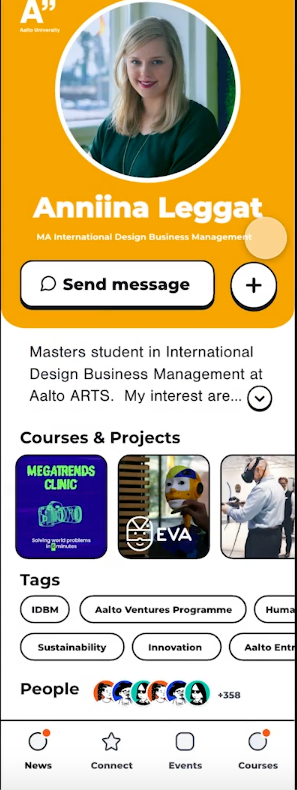 A”
Aalto University
Anniina Leggat
MA International Design Business Management
Send message
Masters student in International
Design Business Management at
Aalto ARTS. My interest are...
Courses & Projects
MEGATRENDS
CLINIC
Solving world problems
in 5 minutes
EVA
Tags
IDBM
Aalto Ventures Programme
Huma
Sustainability
Innovation
Aalto Entr
People
+358
News
Connect
Events
Courses